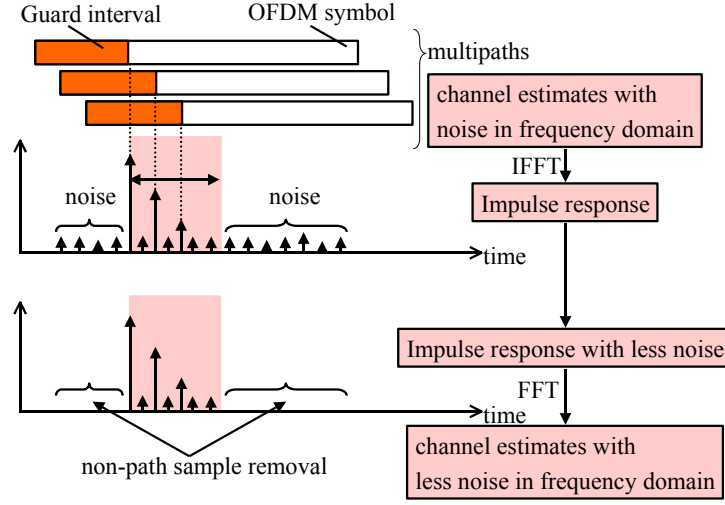 Guard interval
OFDM symbol
multipaths
channel estimates with
noise in frequency domain
IFFT
noise
noise
Impulse response
time
Impulse response with less noise
FFT
time
non-path sample removal
channel estimates with
less noise in frequency domain